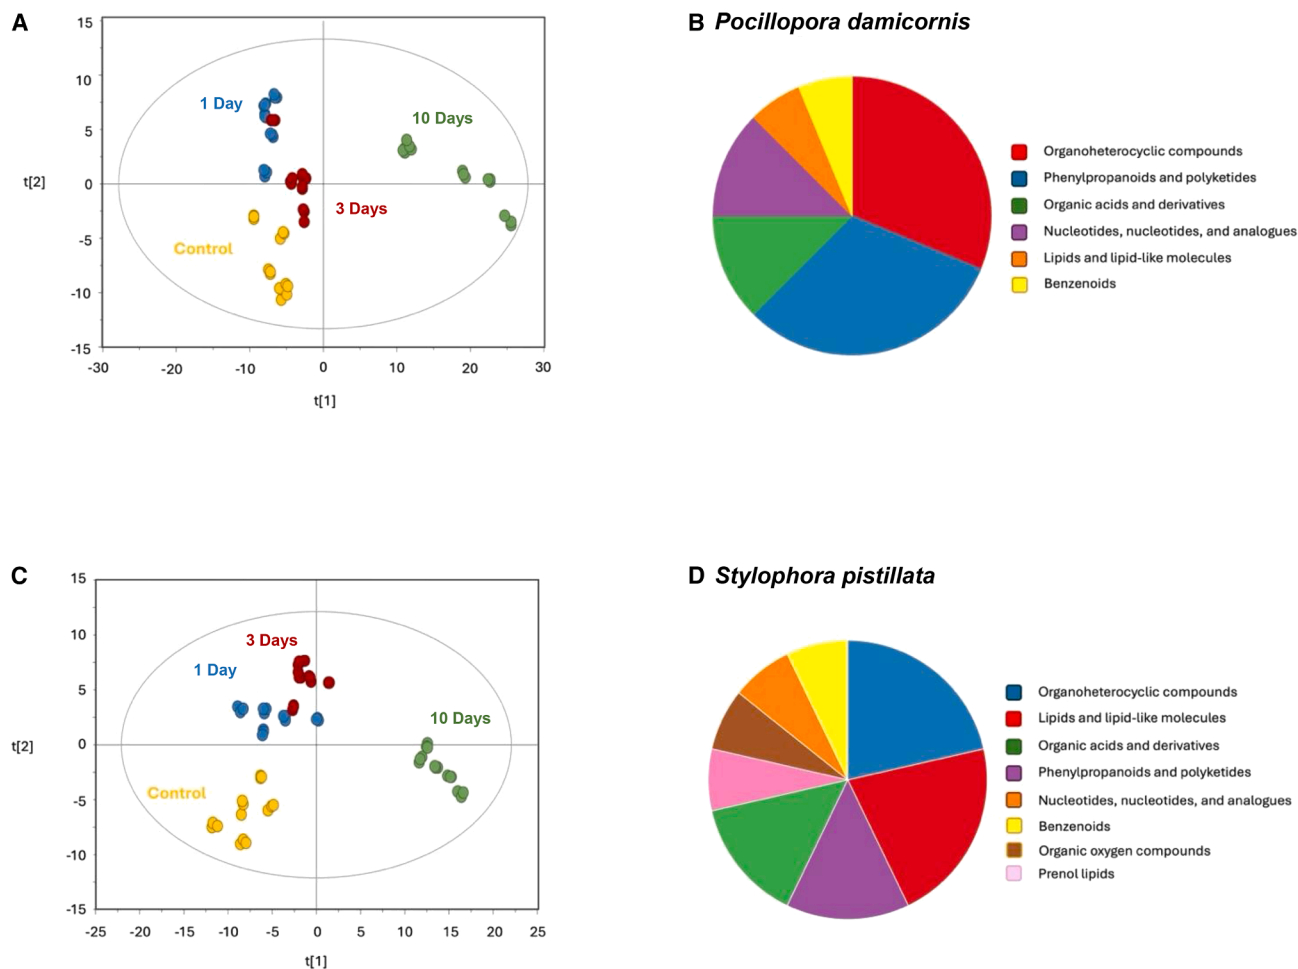 A
15
10
5
0
-5
-10
-15
t[2]
1 Day
10 Days
3 Days
Control
-30
-20
-10
0
10
20
30
t[1]
B Pocillopora damicornis
Organoheterocyclic compounds
Phenylpropanoids and polyketides
Organic acids and derivatives
Nucleotides, nucleotides, and analogues
Lipids and lipid-like molecules
Benzenoids
C
15
10
5
0
-5
-10
-15
t[2]
3 Days
1 Day
10 Days
Control
-25
-20
-15
-10
-5
0
5
10
15
20
25
t[1]
D Stylophora pistillata
Organoheterocyclic compounds
Lipids and lipid-like molecules
Organic acids and derivatives
Phenylpropanoids and polyketides
Nucleotides, nucleotides, and analogues
Benzenoids
Organic oxygen compounds
Prenol lipids